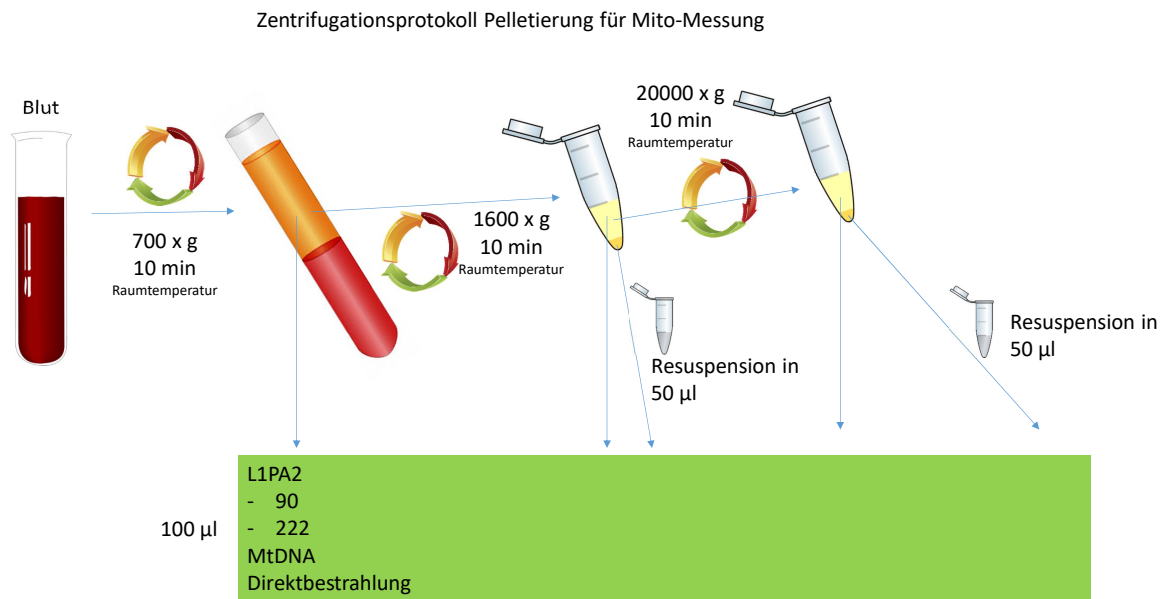 Zentrifugationsprotokoll Pelletierung für Mito-Messung
Blut
700 x g
10 min
Raumtemperatur
1600 x g
10 min
Raumtemperatur
20000 x g
10 min
Raumtemperatur
Resuspension in
50 µl
Resuspension in
50 µl
100 µl
L1PA2
- 90
- 222
MtDNA
Direktbestrahlung